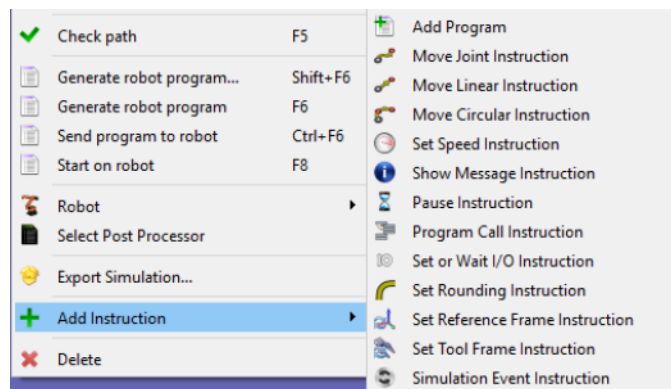 Check path F5
Generate robot program... Shift+F6
Generate robot program F6
Send program to robot Ctrl+F6
Start on robot F8
Robot
Select Post Processor
Export Simulation...
Add Instruction
Delete
Add Program
Move Joint Instruction
Move Linear Instruction
Move Circular Instruction
Set Speed Instruction
Show Message Instruction
Pause Instruction
Program Call Instruction
Set or Wait I/O Instruction
Set Rounding Instruction
Set Reference Frame Instruction
Set Tool Frame Instruction
Simulation Event Instruction